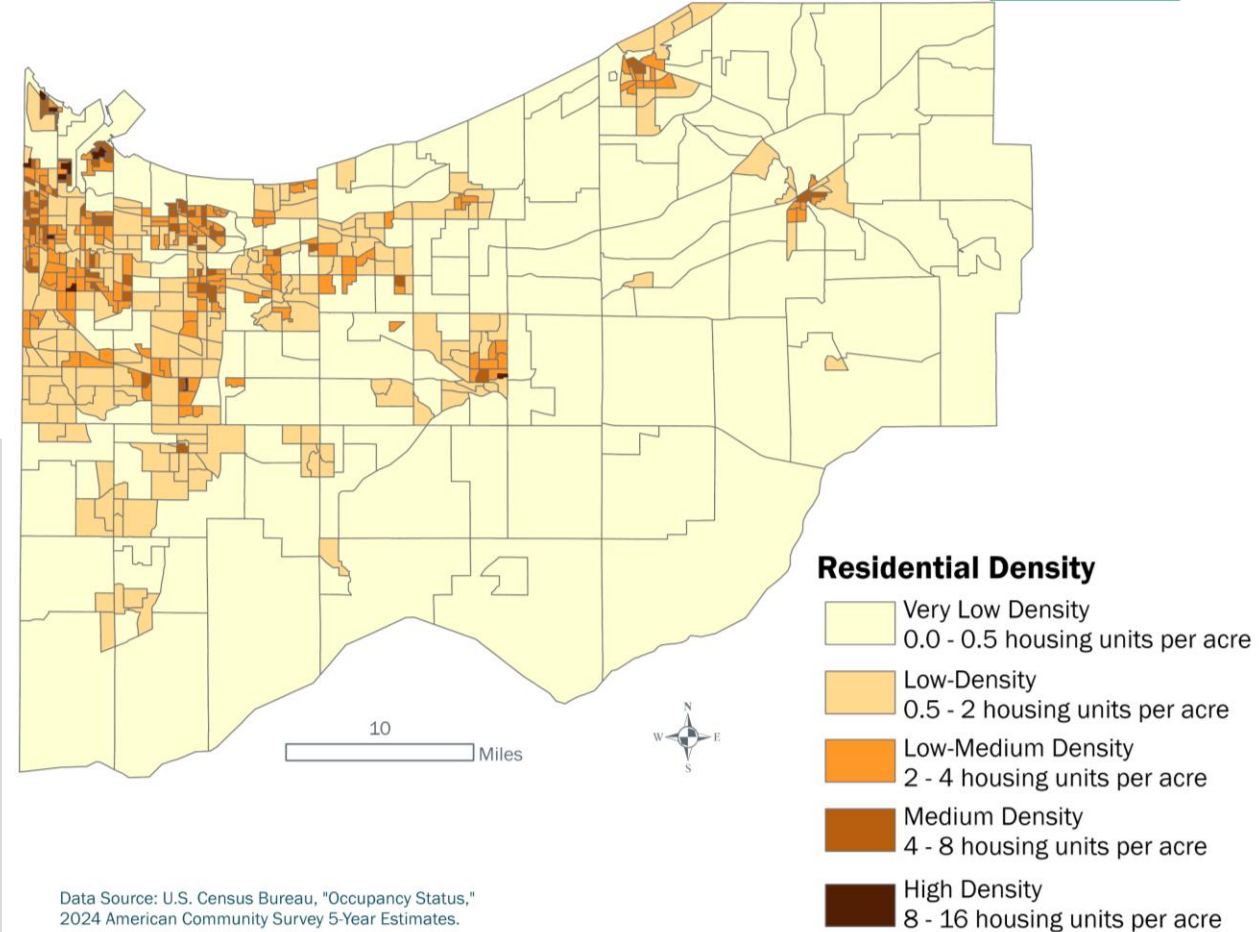 Residential Density
Very Low Density
0.0 - 0.5 housing units per acre
Low-Density
0.5 - 2 housing units per acre
Low-Medium Density
2 - 4 housing units per acre
Medium Density
4 - 8 housing units per acre
High Density
8 - 16 housing units per acre
10
Miles
N
W E
S
Data Source: U.S. Census Bureau, "Occupancy Status,"
2024 American Community Survey 5-Year Estimates.